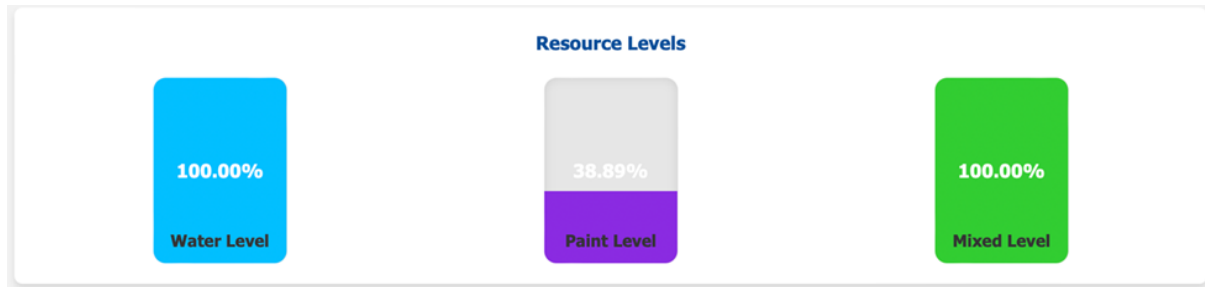 Resource Levels
100.00%
38.89%
100.00%
Water Level
Paint Level
Mixed Level